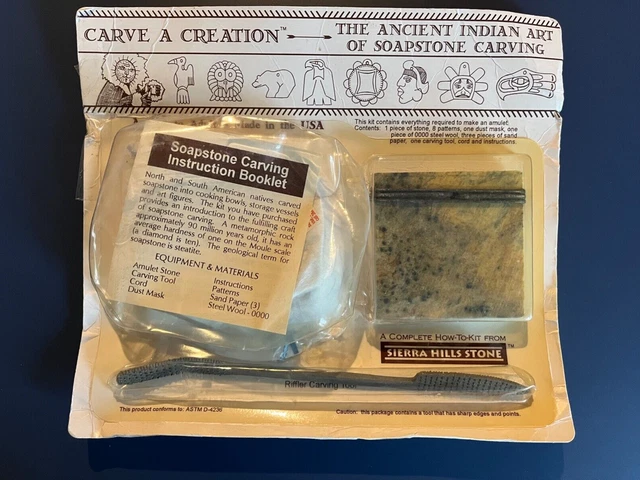 CARVE A CREATION™
THE ANCIENT INDIAN ART
OF SOAPSTONE CARVING
Made in the USA
This kit contains everything required to make an amulet.
Contents: 1 piece of stone, 8 patterns, one dust mask, one
piece of 0000 steel wool, three pieces of sand
paper, one carving tool, cord and instructions.
Soapstone Carving
Instruction Booklet
North and South American natives carved
soapstone into cooking bowls, storage vessels
and art figures. The kit you have purchased
provides an introduction to the fulfilling craft
of soapstone carving. A metamorphic rock
approximately 90 million years old, it has an
average hardness of one on the Moule scale
(a diamond is ten). The geological term for
soapstone is steatite.
EQUIPMENT & MATERIALS
Amulet Stone
Carving Tool
Cord
Dust Mask
Instructions
Patterns
Sand Paper (3)
Steel Wool - 0000
A COMPLETE HOW-TO-KIT FROM
SIERRA HILLS STONE™
Riffler Carving Tool
This product conforms to: ASTM D-4236
Caution: this package contains a tool that has sharp edges and points.